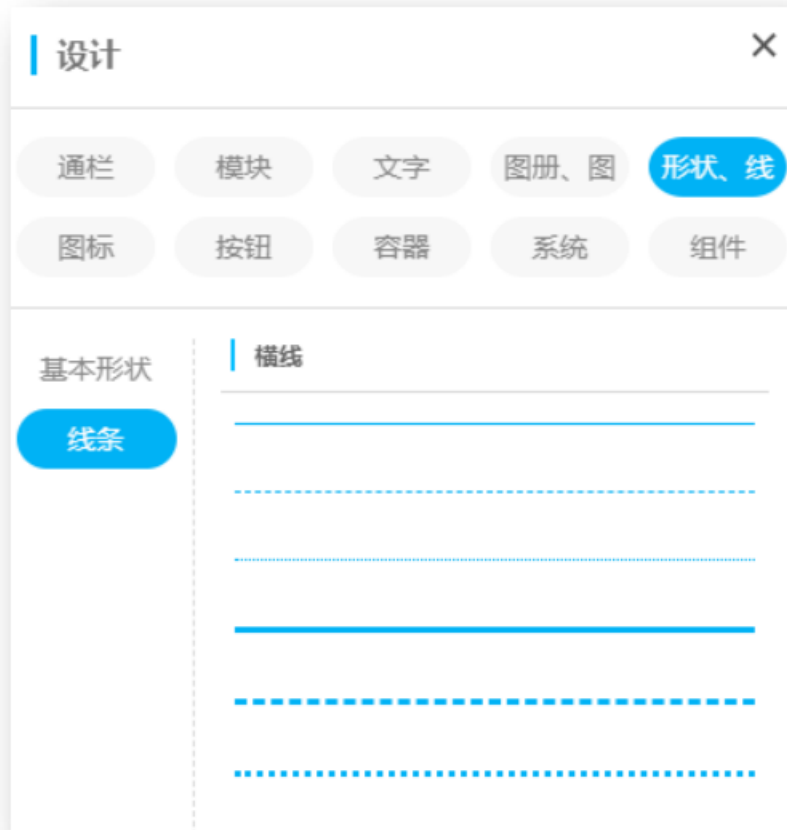 设计
通栏 模块 文字 图册、图 形状、线
图标 按钮 容器 系统 组件
基本形状
线条
横线